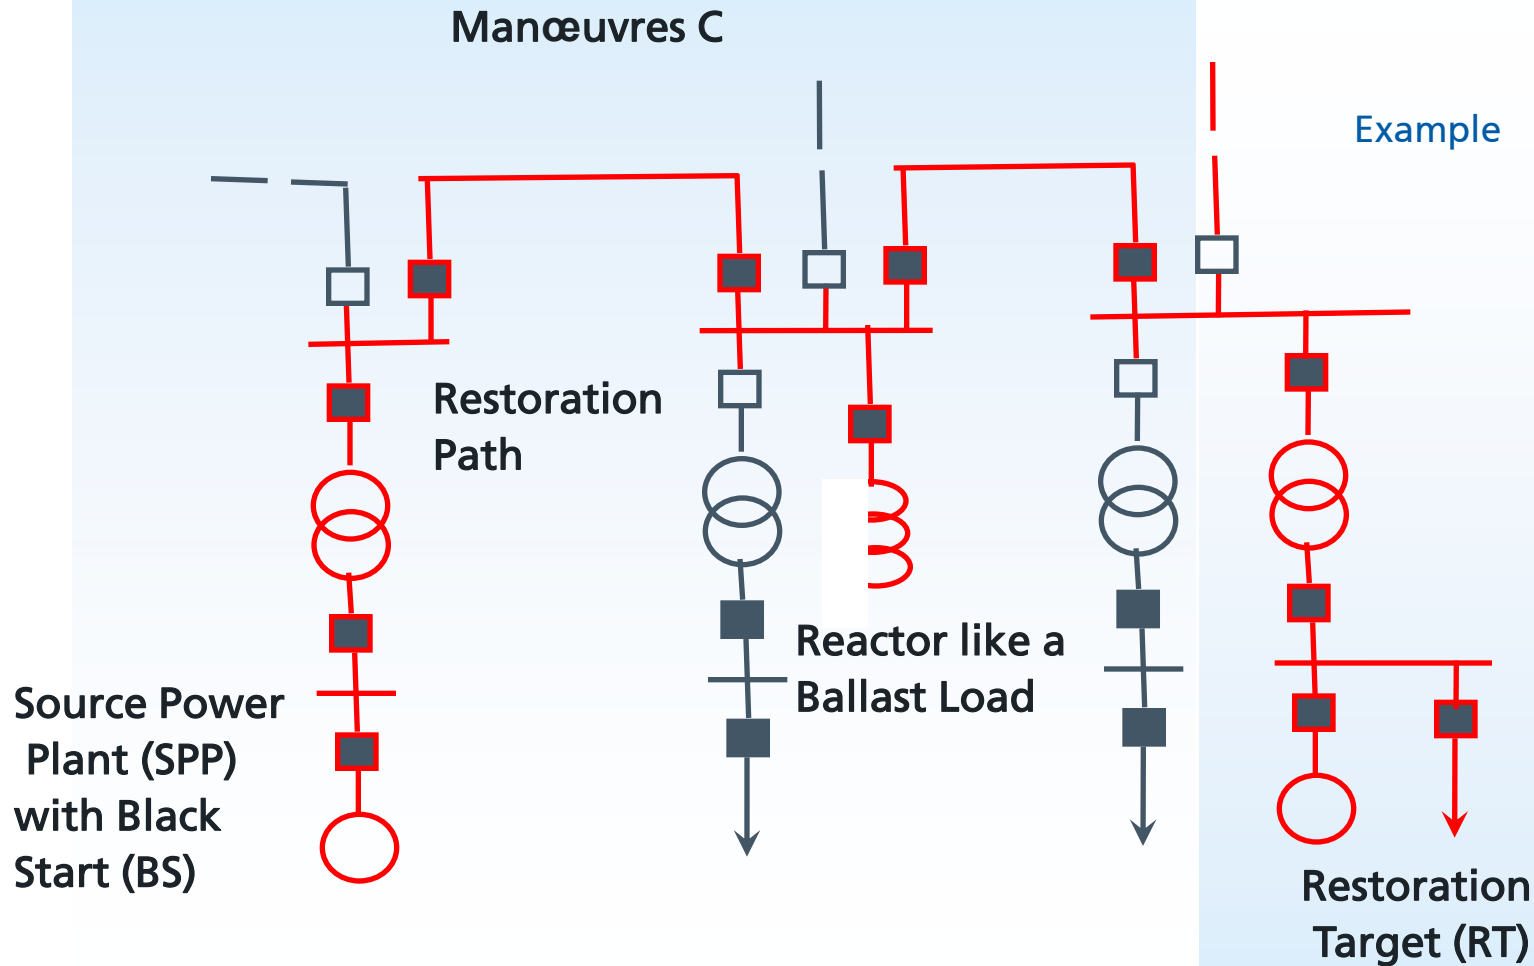 Manœuvres C
Example
Restoration
Path
Reactor like a
Ballast Load
Source Power
Plant (SPP)
with Black
Start (BS)
Restoration
Target (RT)